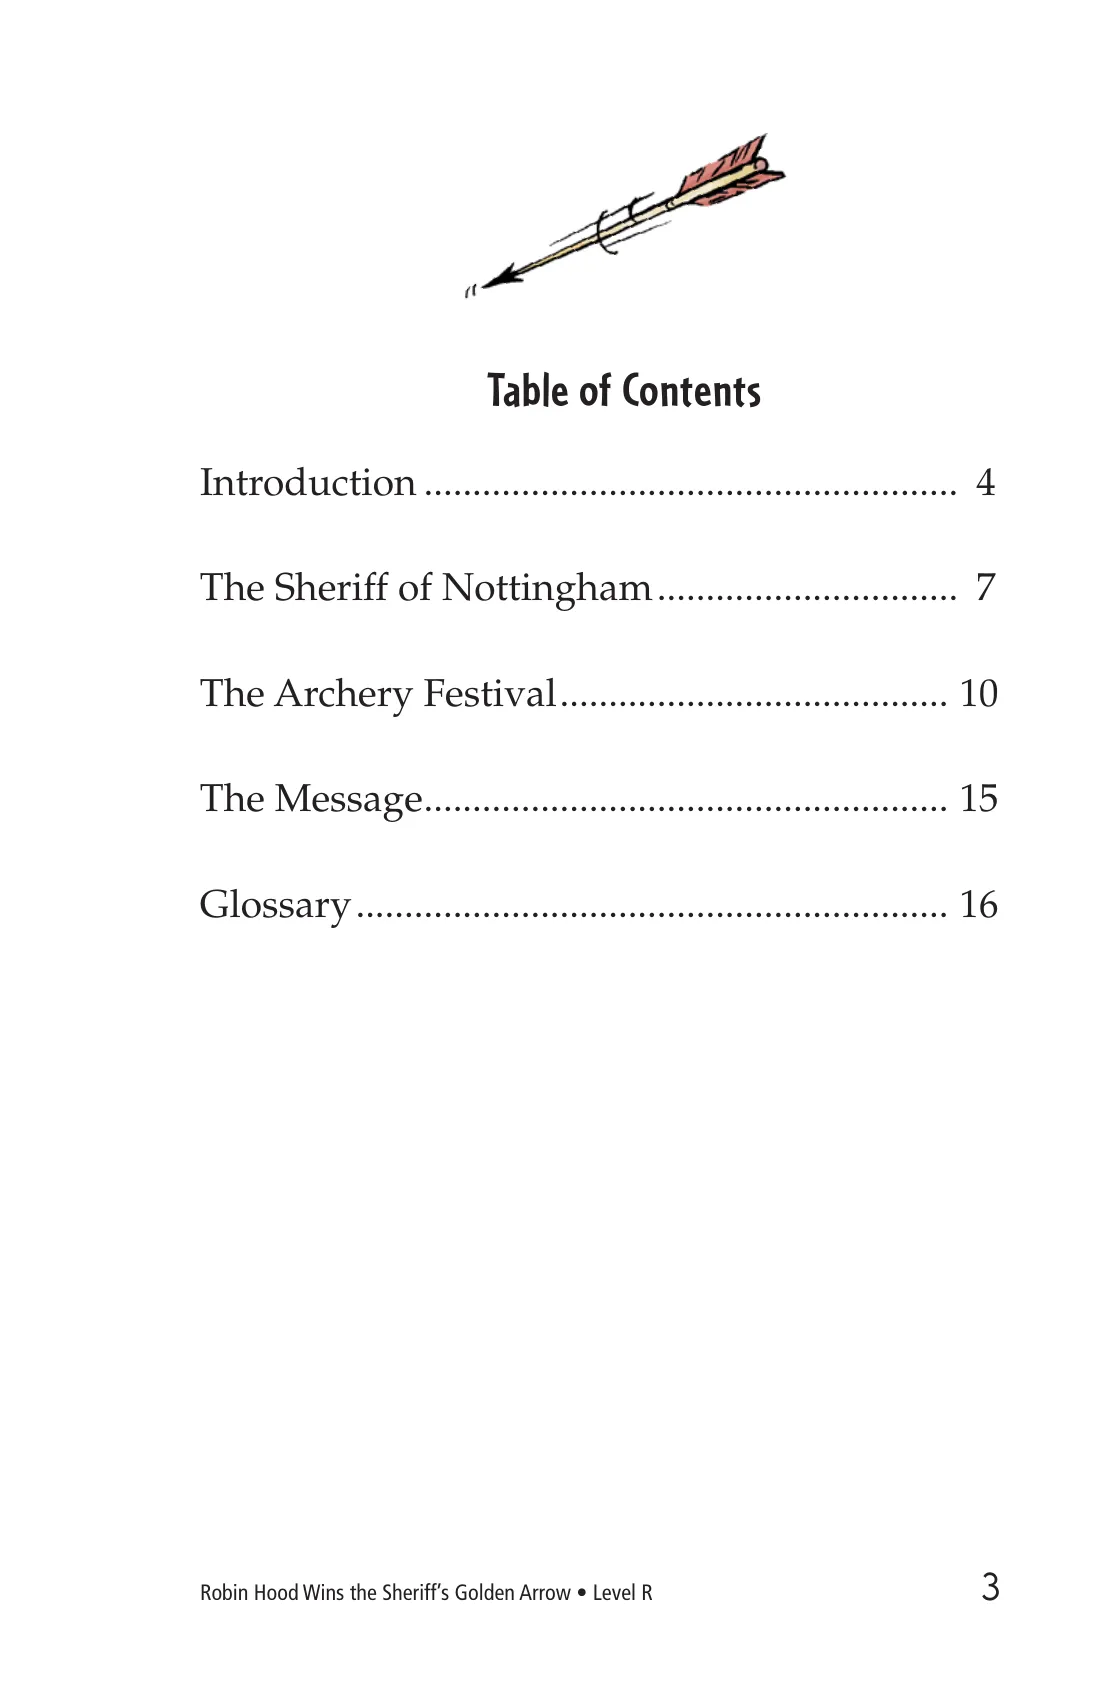 Table of Contents
Introduction ....................................................... 4
The Sheriff of Nottingham ............................... 7
The Archery Festival ........................................ 10
The Message ...................................................... 15
Glossary ............................................................. 16
Robin Hood Wins the Sheriff’s Golden Arrow • Level R 3